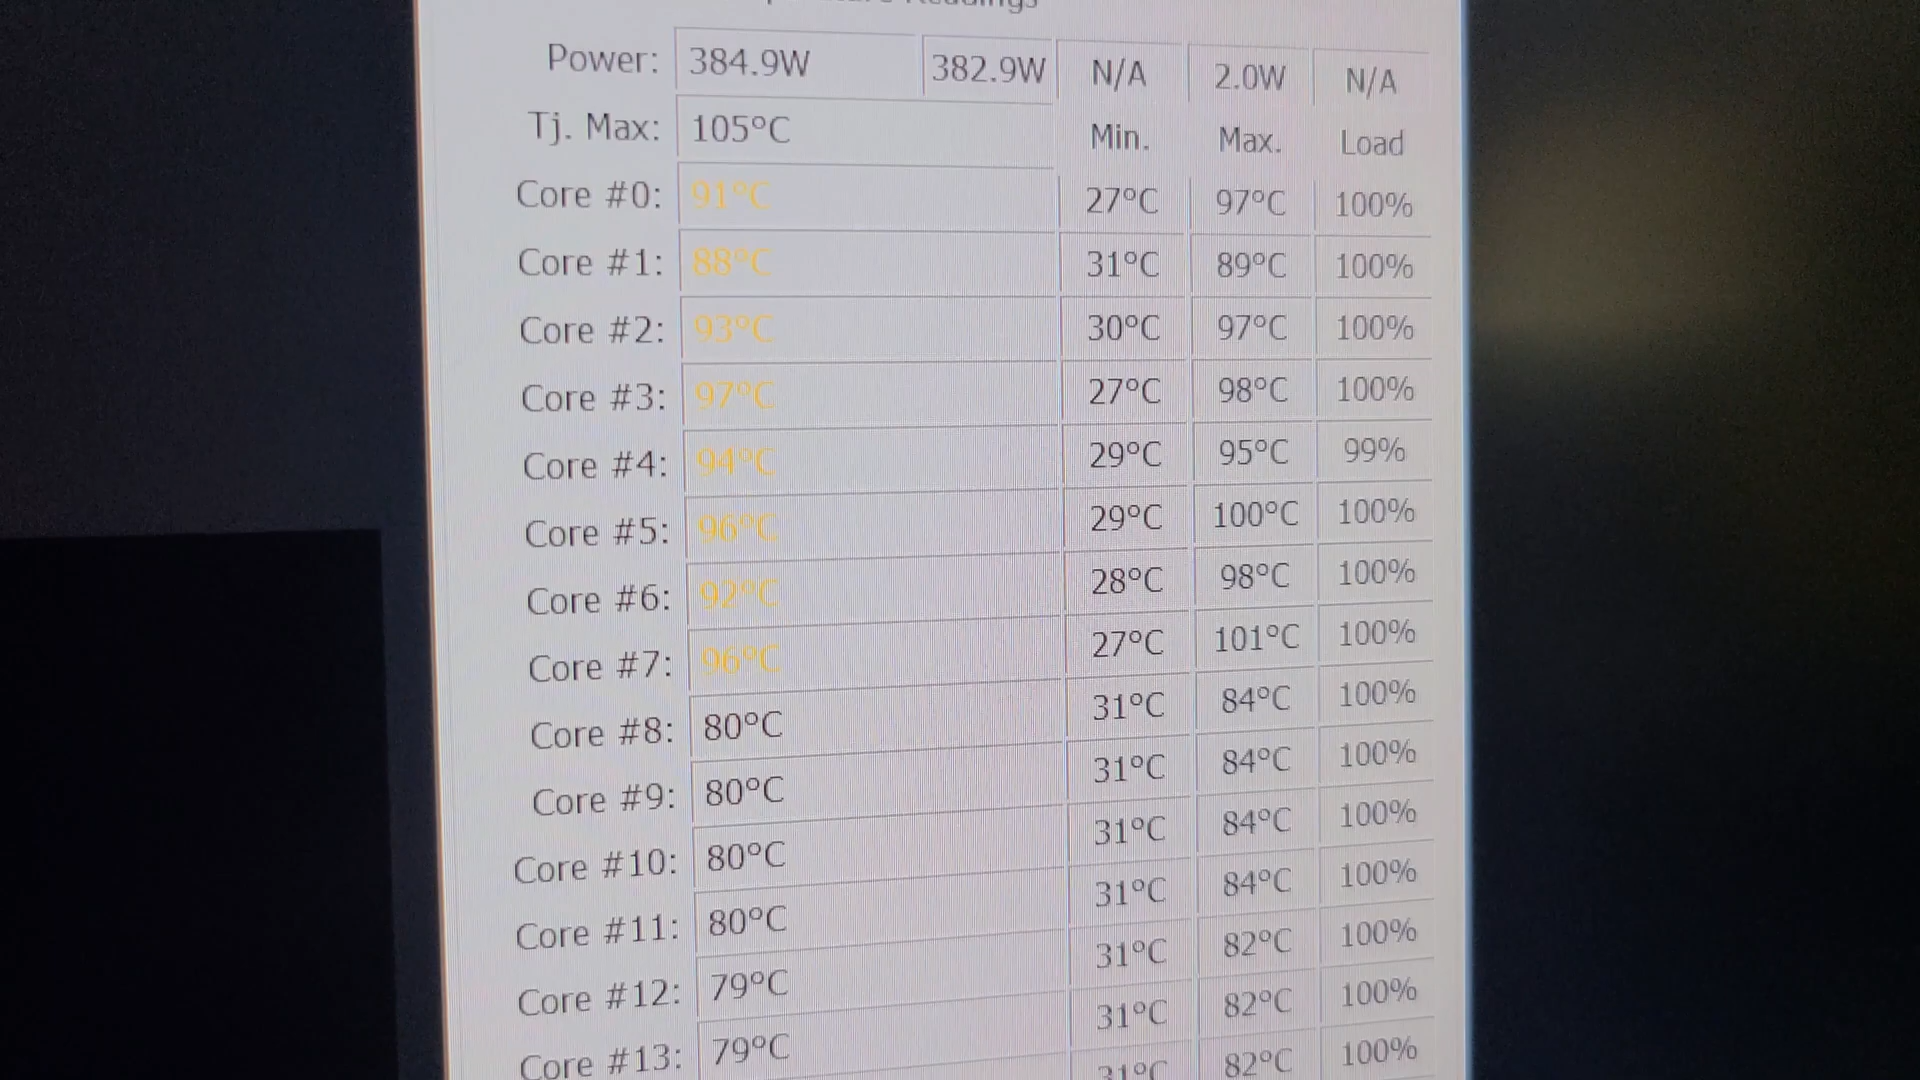 Readings
Power: 384.9W 382.9W N/A 2.0W N/A
Tj. Max: 105°C Min. Max. Load
Core #0: 91°C 27°C 97°C 100%
Core #1: 88°C 31°C 89°C 100%
Core #2: 93°C 30°C 97°C 100%
Core #3: 97°C 27°C 98°C 100%
Core #4: 94°C 29°C 95°C 99%
Core #5: 96°C 29°C 100°C 100%
Core #6: 92°C 28°C 98°C 100%
Core #7: 96°C 27°C 101°C 100%
Core #8: 80°C 31°C 84°C 100%
Core #9: 80°C 31°C 84°C 100%
Core #10: 80°C 31°C 84°C 100%
Core #11: 80°C 31°C 84°C 100%
Core #12: 79°C 31°C 82°C 100%
Core #13: 79°C 31°C 82°C 100%
31°C 82°C 100%